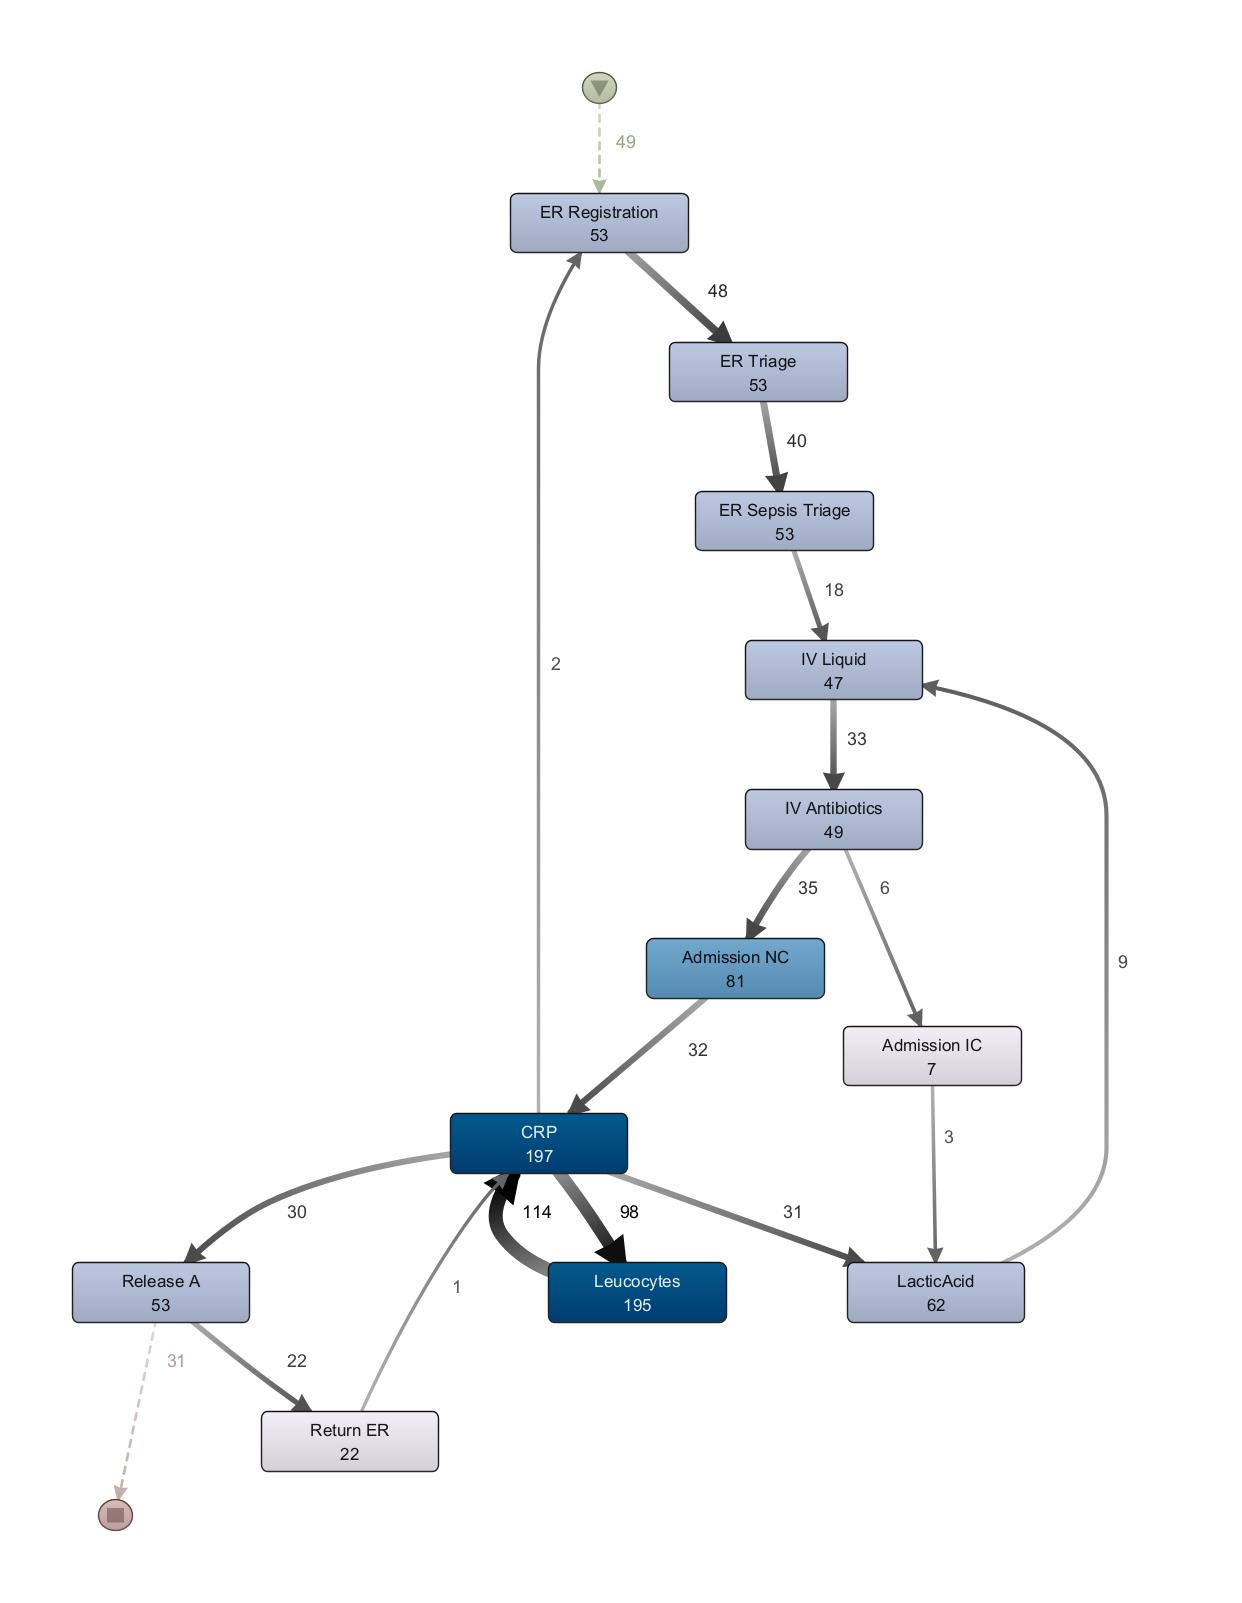 49
ER Registration
53
48
ER Triage
53
40
ER Sepsis Triage
53
18
2
IV Liquid
47
33
IV Antibiotics
49
35
6
Admission NC
81
9
32
Admission IC
7
CRP
197
3
30
114
98
31
Release A
53
1
Leucocytes
195
LacticAcid
62
31
22
Return ER
22